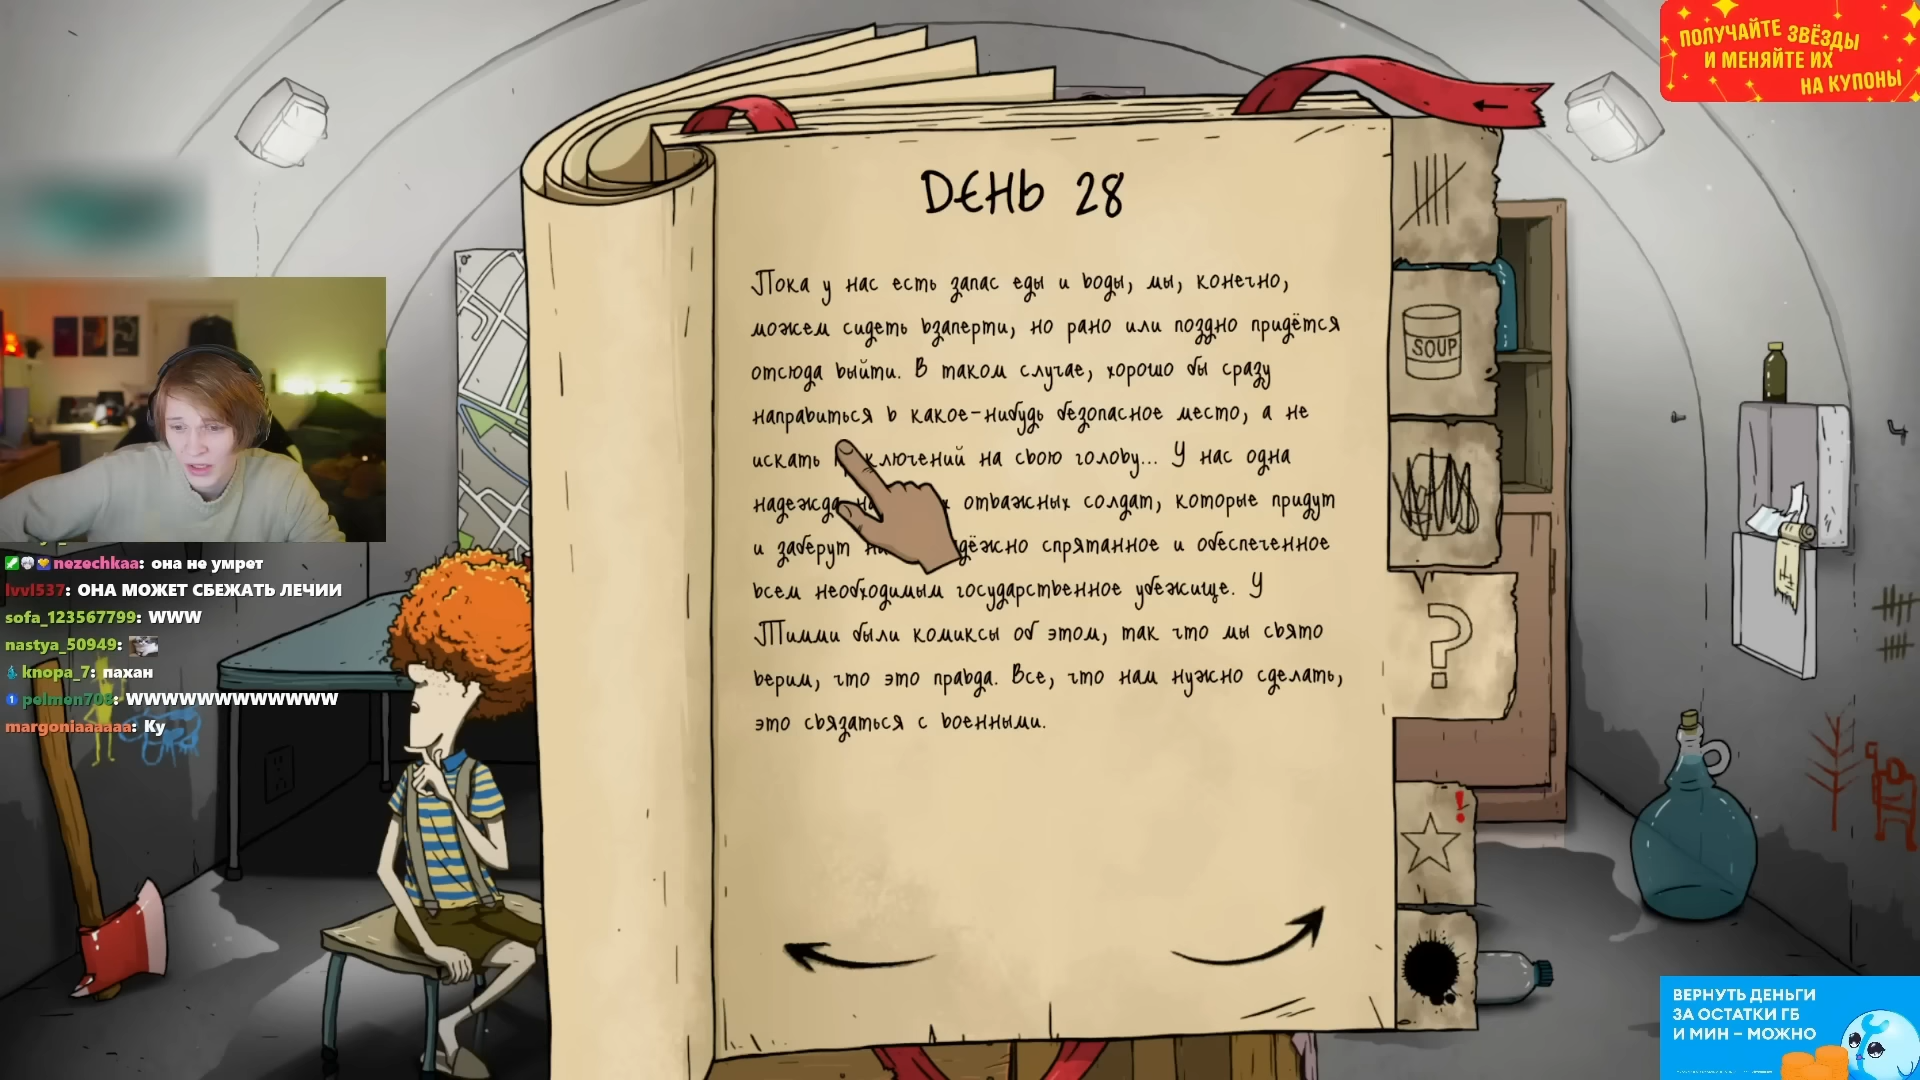 ПОЛУЧАЙТЕ ЗВЁЗДЫ
И МЕНЯЙТЕ ИХ
НА КУПОНЫ
ДЕНЬ 28
Пока у нас есть запас еды и воды, мы, конечно,
можем сидеть взаперти, но рано или поздно придётся
отсюда выйти. В таком случае, хорошо бы сразу
направиться в какое-нибудь безопасное место, а не
искать ключений на свою голову... У нас одна
надежда отважных солдат, которые придут
и заберут спрятанное и обеспеченное
всем необходимым государственное убежище. У
Тимми были комиксы об этом, так что мы свято
верим, что это правда. Все, что нам нужно сделать,
это связаться с военными.
SOUP
?
!
nezechkaa: она не умрет
lvvl537: ОНА МОЖЕТ СБЕЖАТЬ ЛЕЧИИ
sofa_123567799: WWW
nastya_50949:
knopa_7: пахан
pelmen708: WWWWWWWWWWWWW
margoniaaaaaa: Ку
ВЕРНУТЬ ДЕНЬГИ
ЗА ОСТАТКИ ГБ
И МИН – МОЖНО